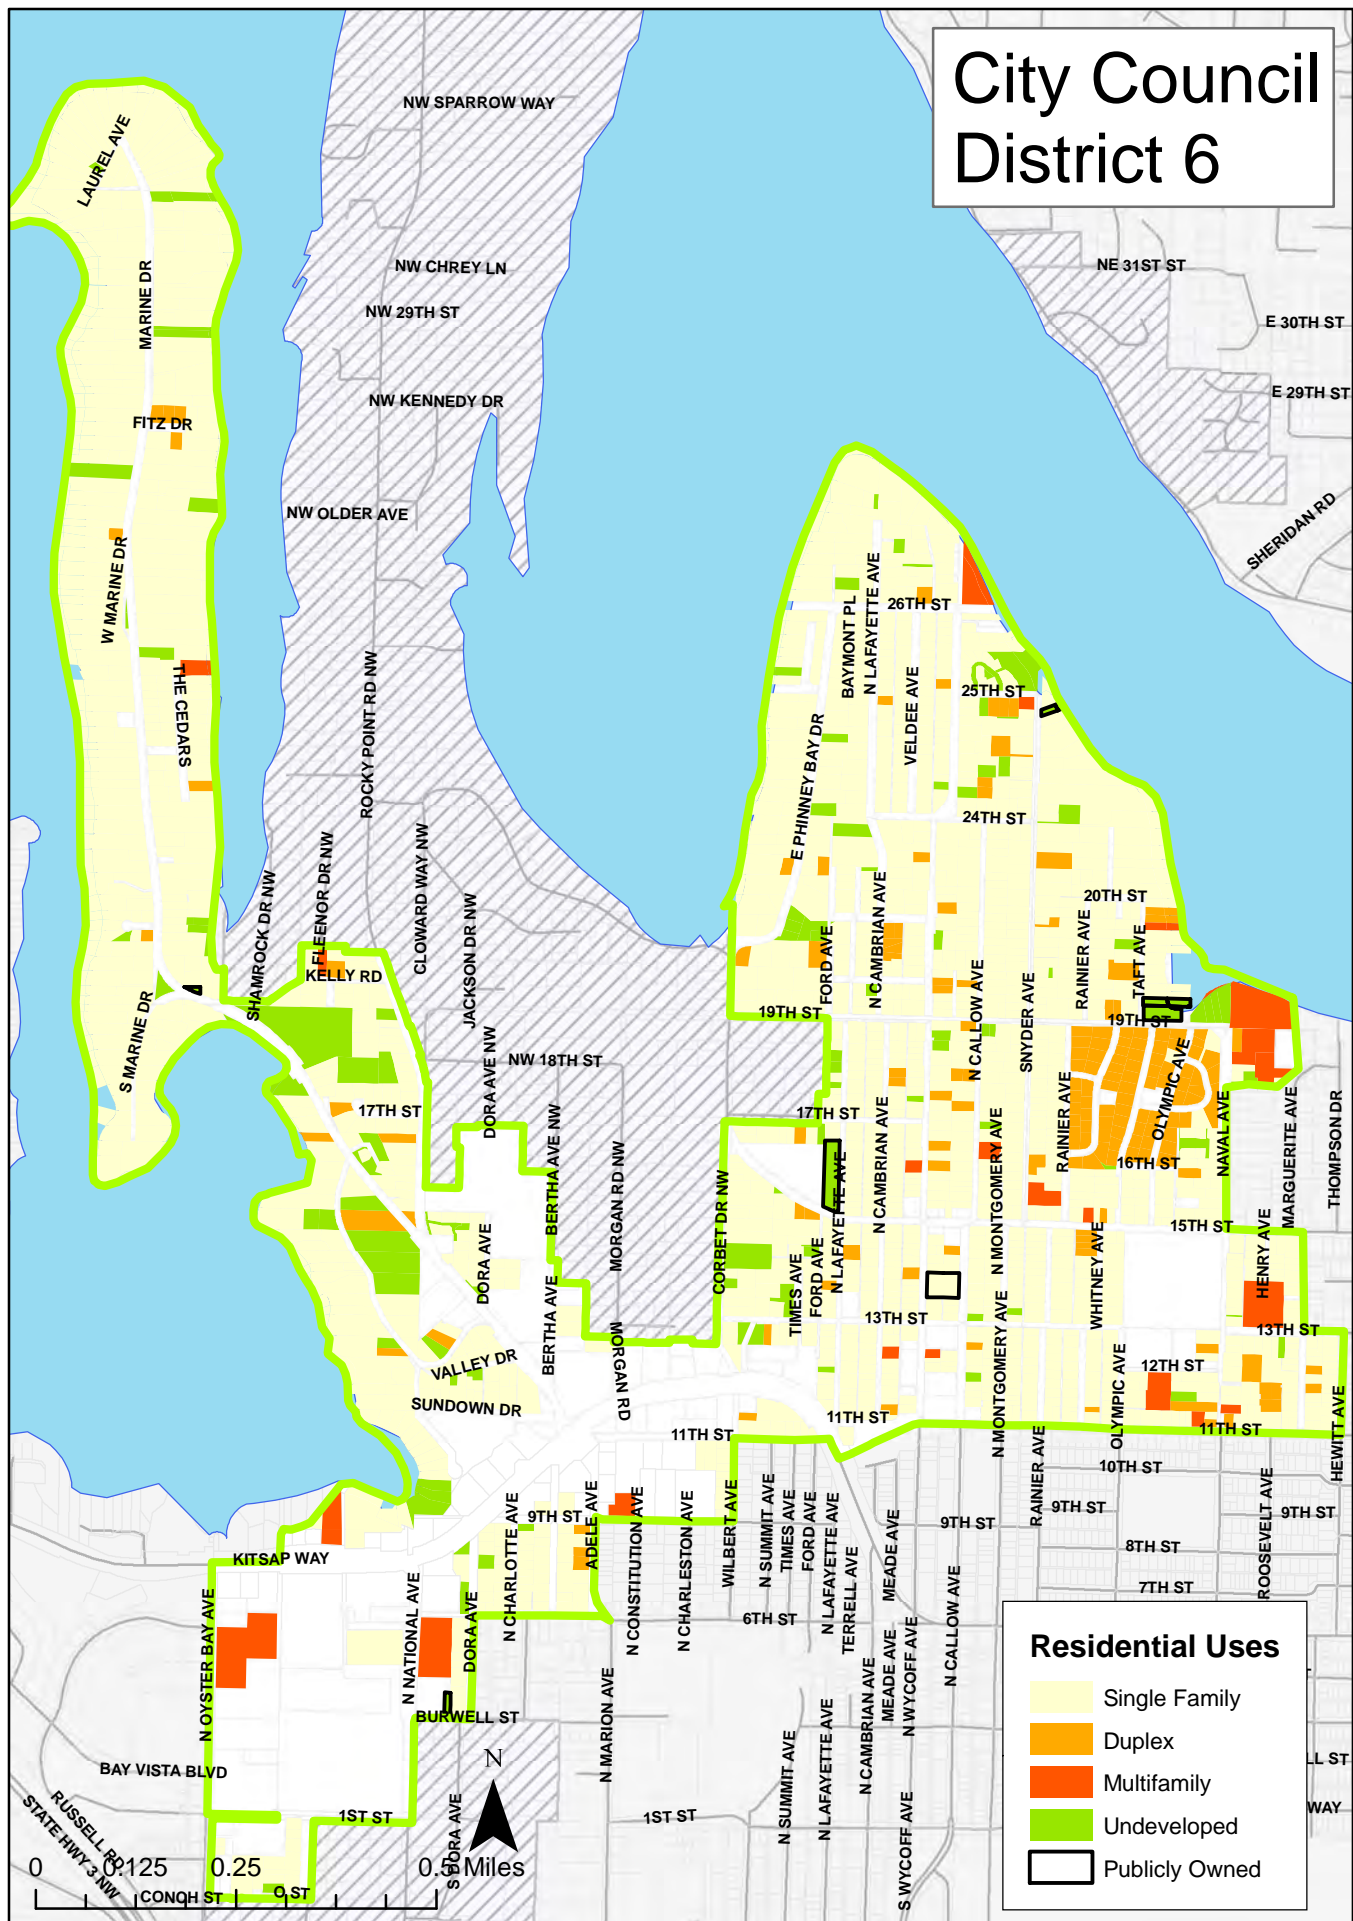 City Council
District 6
NW SPARROW WAY
LAUREL AVE
MARINE DR
NW CHREY LN
NE 31ST ST
NW 29TH ST
E 30TH ST
E 29TH ST
NW KENNEDY DR
FITZ DR
NW OLDER AVE
SHERIDAN RD
W MARINE DR
26TH ST
BAYMONT PL
N LAFAYETTE AVE
THE CEDARS
ROCKY POINT RD NW
25TH ST
VELDEE AVE
E PHINNEY BAY DR
24TH ST
SHAMROCK DR NW
FLEENOR DR NW
CLOWARD WAY NW
JACKSON DR NW
KELLY RD
20TH ST
FORD AVE
N CAMBRIAN AVE
RAINIER AVE
TAFT AVE
N CALLOW AVE
SNYDER AVE
19TH ST
19TH ST
S MARINE DR
DORA AVE NW
NW 18TH ST
17TH ST
17TH ST
OLYMPIC AVE
RAINIER AVE
NAVAL AVE
MARGUERITE AVE
THOMPSON DR
BERTHA AVE NW
MORGAN RD NW
CORBET DR NW
N LAFAYETTE AVE
N CAMBRIAN AVE
N MONTGOMERY AVE
16TH ST
15TH ST
DORA AVE
TIMES AVE
FORD AVE
WHITNEY AVE
HENRY AVE
13TH ST
13TH ST
BERTHA AVE
MORGAN RD
VALLEY DR
12TH ST
N MONTGOMERY AVE
OLYMPIC AVE
SUNDOWN DR
11TH ST
11TH ST
11TH ST
HEWITT AVE
10TH ST
RAINIER AVE
ROOSEVELT AVE
9TH ST
9TH ST
9TH ST
9TH ST
8TH ST
7TH ST
KITSAP WAY
N CHARLOTTE AVE
ADELE AVE
N CONSTITUTION AVE
N CHARLESTON AVE
WILBERT AVE
N SUMMIT AVE
TIMES AVE
FORD AVE
N LAFAYETTE AVE
TERRELL AVE
MEADE AVE
6TH ST
N OYSTER BAY AVE
N NATIONAL AVE
DORA AVE
BURWELL ST
N MARION AVE
N SUMMIT AVE
N LAFAYETTE AVE
N CAMBRIAN AVE
MEADE AVE
N WYCOFF AVE
N CALLOW AVE
BAY VISTA BLVD
RUSSELL RD
STATE HWY 3 NW
1ST ST
1ST ST
S DORA AVE
S WYCOFF AVE
CONCH ST
O ST
N
0 0.125 0.25 0.5 Miles
LL ST
WAY
Residential Uses
Single Family
Duplex
Multifamily
Undeveloped
Publicly Owned